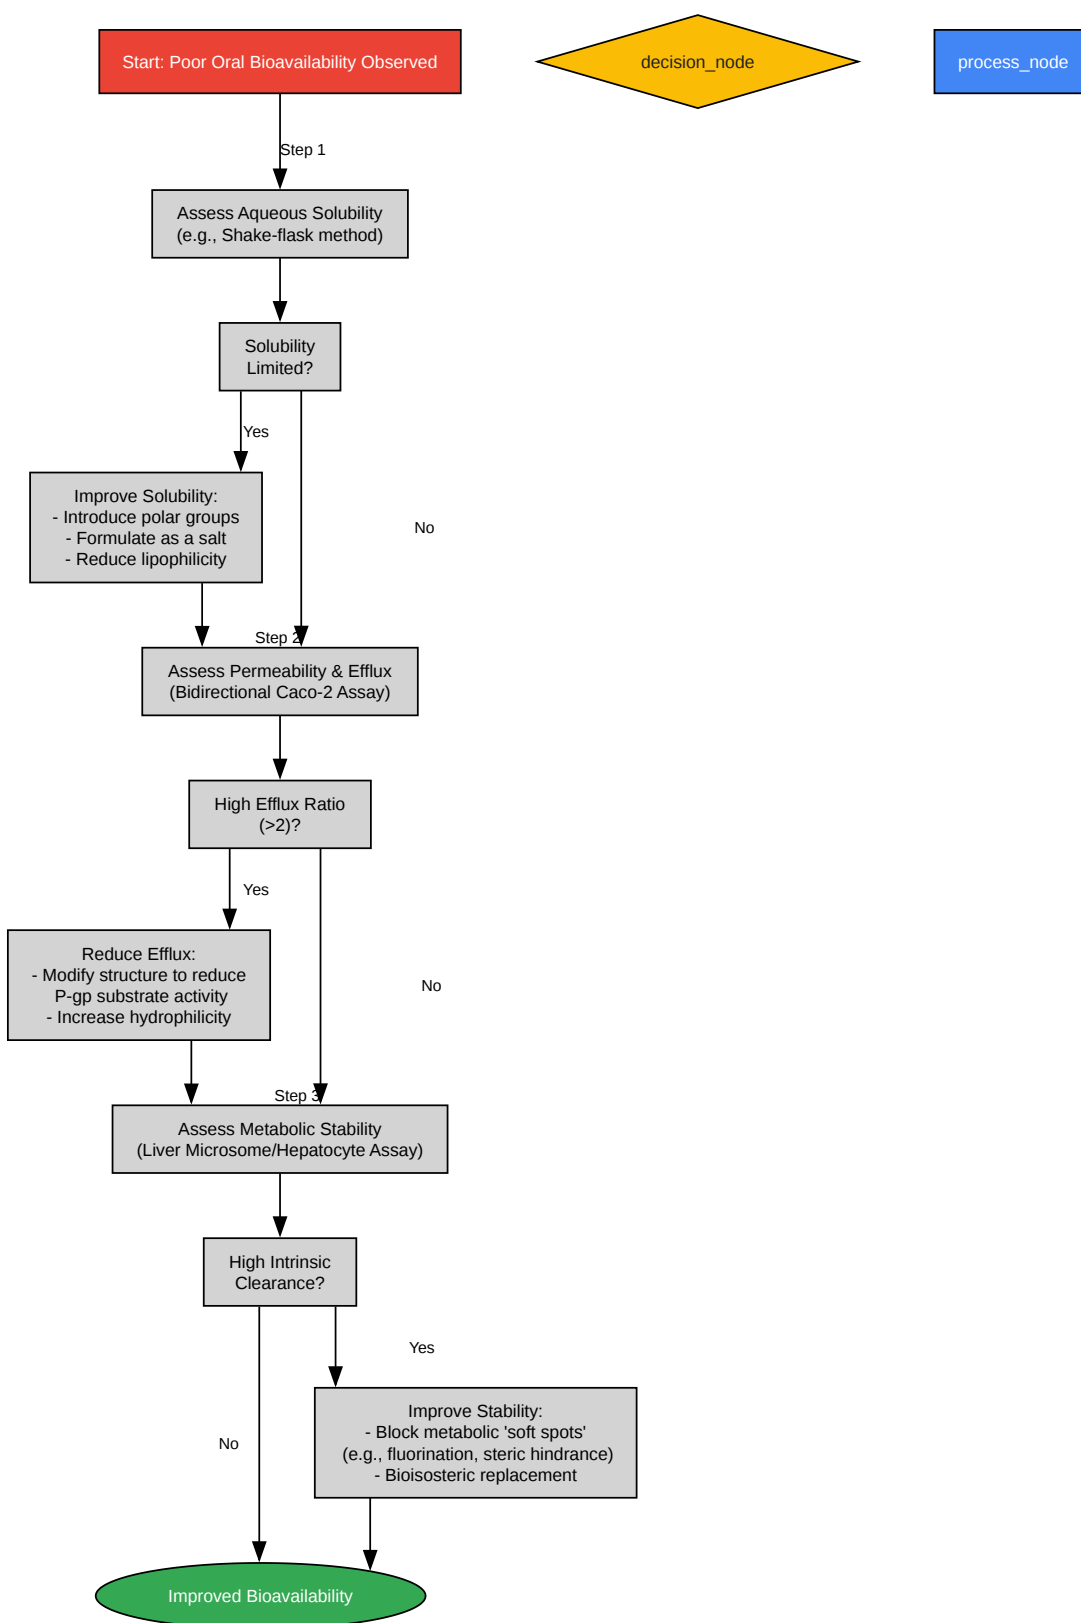 Start: Poor Oral Bioavailability Observed
decision_node
process_node
Step 1
Assess Aqueous Solubility
(e.g., Shake-flask method)
Solubility
Limited?
Yes
Improve Solubility:
- Introduce polar groups
- Formulate as a salt
- Reduce lipophilicity
No
Step 2
Assess Permeability & Efflux
(Bidirectional Caco-2 Assay)
High Efflux Ratio
(>2)?
Yes
Reduce Efflux:
- Modify structure to reduce
P-gp substrate activity
- Increase hydrophilicity
No
Step 3
Assess Metabolic Stability
(Liver Microsome/Hepatocyte Assay)
High Intrinsic
Clearance?
Yes
Improve Stability:
- Block metabolic 'soft spots'
(e.g., fluorination, steric hindrance)
- Bioisosteric replacement
No
Improved Bioavailability